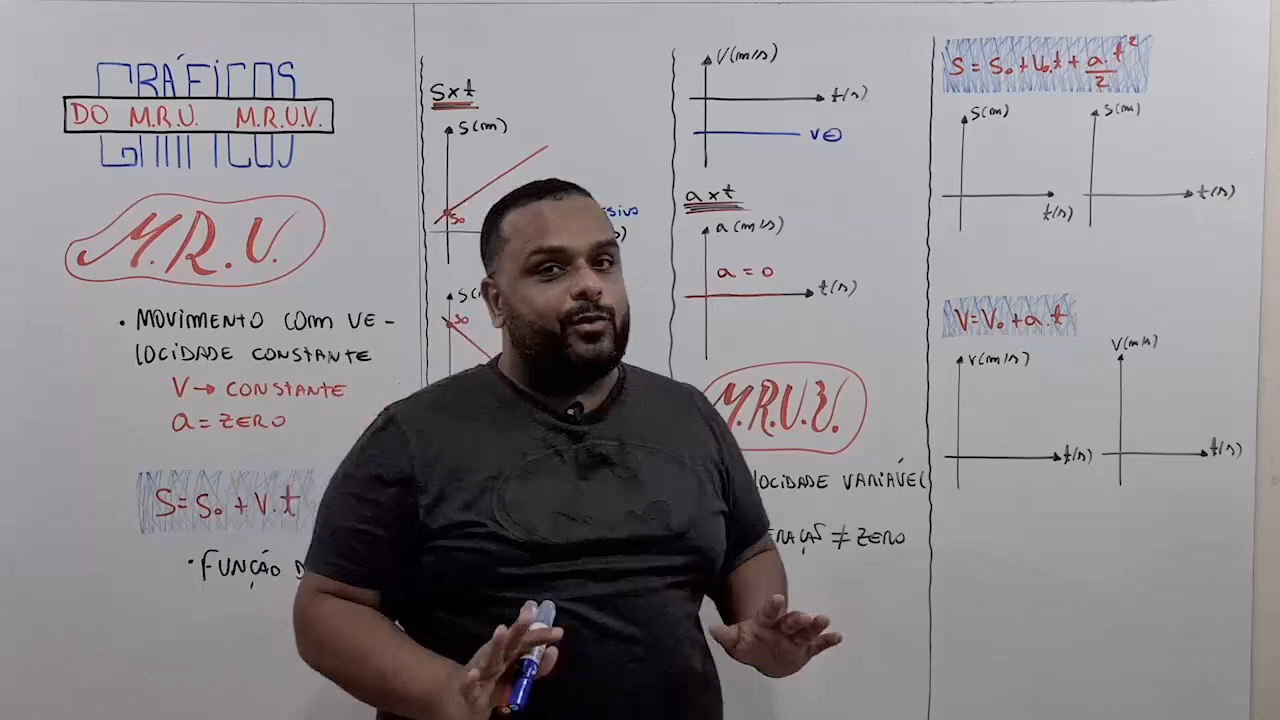 GRÁFICOS
DO M.R.U. M.R.U.V.
M.R.U.
• MOVIMENTO COM VE-
LOCIDADE CONSTANTE
V → CONSTANTE
a = ZERO
S = S₀ + V.t
• FUNÇÃO D
S x t
S(m)
S₀
S₀
V(m/s)
t(s)
V⊖
a x t
a(m/s)
a = 0
t(s)
M.R.U.V.
LOCIDADE VARIÁVEL
≠ ZERO
S = S₀ + V₀.t + a.t²/2
S(m) S(m)
t(s) t(s)
V = V₀ + a.t
V(m/s) V(m/s)
t(s) t(s)